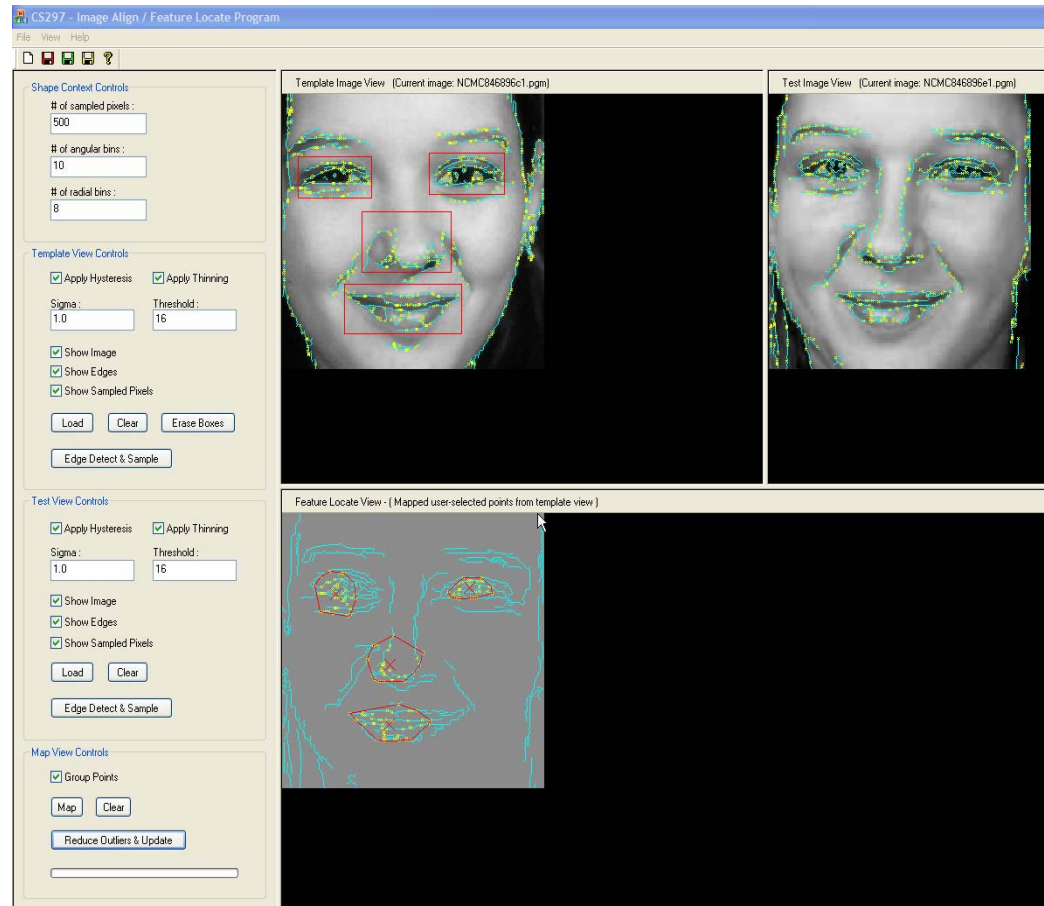 CS297 - Image Align / Feature Locate Program
File View Help
Shape Context Controls
# of sampled pixels :
500
# of angular bins :
10
# of radial bins :
8
Template View Controls
Apply Hysteresis Apply Thinning
Sigma : Threshold :
1.0 16
Show Image
Show Edges
Show Sampled Pixels
Load Clear Erase Boxes
Edge Detect & Sample
Test View Controls
Apply Hysteresis Apply Thinning
Sigma : Threshold :
1.0 16
Show Image
Show Edges
Show Sampled Pixels
Load Clear
Edge Detect & Sample
Map View Controls
Group Points
Map Clear
Reduce Outliers & Update
Template Image View (Current image: NCMC846896c1.pgm)
Test Image View (Current image: NCMC846896e1.pgm)
Feature Locate View - ( Mapped user-selected points from template view )